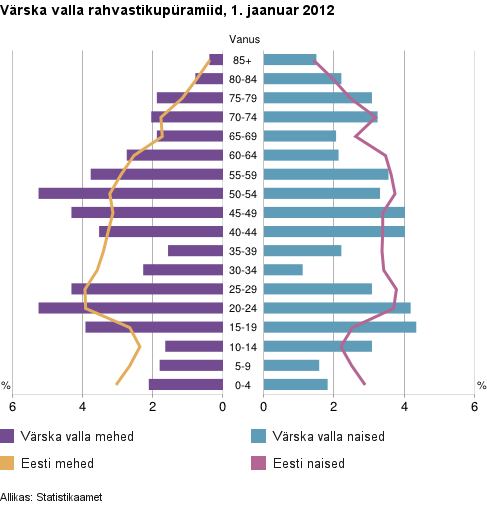 Värska valla rahvastikupüramiid, 1. jaanuar 2012
Vanus
85+
80-84
75-79
70-74
65-69
60-64
55-59
50-54
45-49
40-44
35-39
30-34
25-29
20-24
15-19
10-14
5-9
% 0-4 %
6 4 2 0 0 2 4 6
Värska valla mehed Värska valla naised
Eesti mehed Eesti naised
Allikas: Statistikaamet